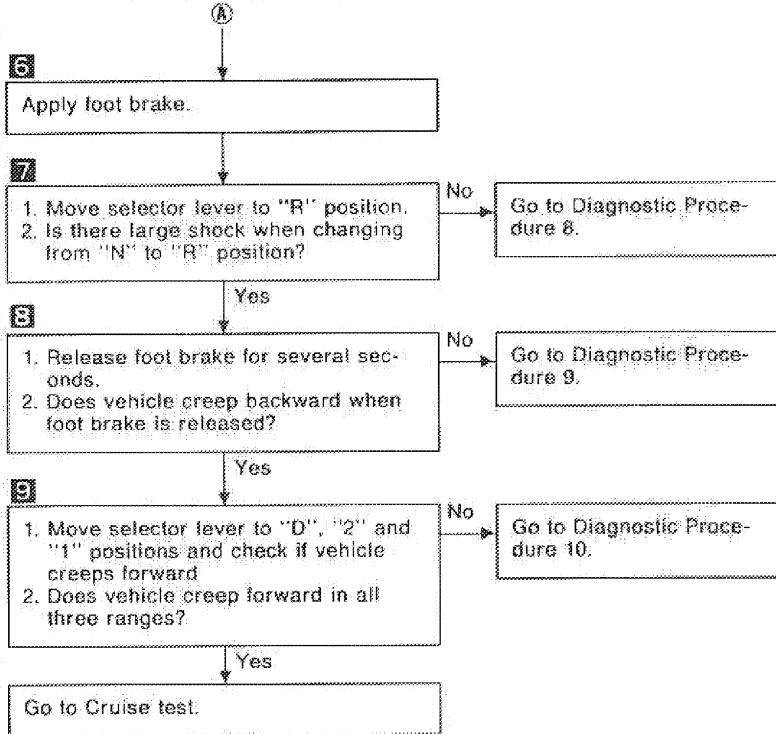 A
6
Apply foot brake.
7
1. Move selector lever to "R" position.
2. Is there large shock when changing
from "N" to "R" position?
No
Go to Diagnostic Proce-
dure 8.
Yes
8
1. Release foot brake for several sec-
onds.
2. Does vehicle creep backward when
foot brake is released?
No
Go to Diagnostic Proce-
dure 9.
Yes
9
1. Move selector lever to "D", "2" and
"1" positions and check if vehicle
creeps forward
2. Does vehicle creep forward in all
three ranges?
No
Go to Diagnostic Proce-
dure 10.
Yes
Go to Cruise test.